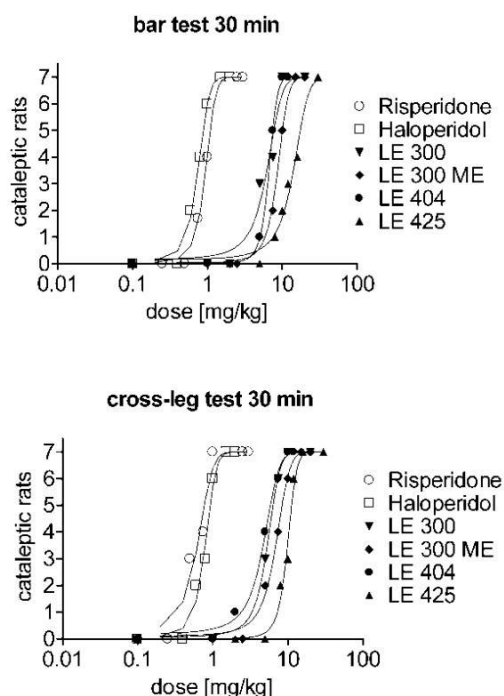 bar test 30 min
7
6
5
4
3
2
1
0
cataleptic rats
0.01 0.1 1 10 100
dose [mg/kg]
Risperidone
Haloperidol
LE 300
LE 300 ME
LE 404
LE 425
cross-leg test 30 min
7
6
5
4
3
2
1
0
cataleptic rats
0.01 0.1 1 10 100
dose [mg/kg]
Risperidone
Haloperidol
LE 300
LE 300 ME
LE 404
LE 425